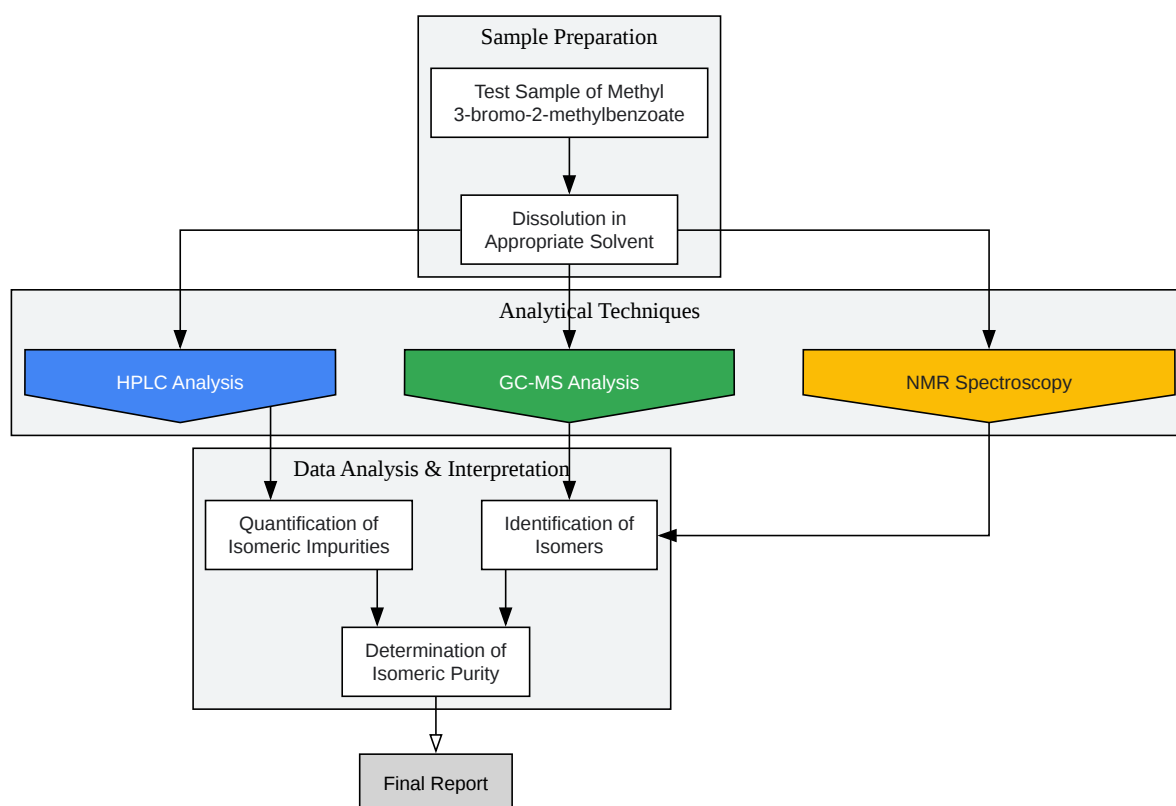 Sample Preparation
Test Sample of Methyl
3-bromo-2-methylbenzoate
Dissolution in
Appropriate Solvent
Analytical Techniques
HPLC Analysis
GC-MS Analysis
NMR Spectroscopy
Data Analysis & Interpretation
Quantification of
Isomeric Impurities
Identification of
Isomers
Determination of
Isomeric Purity
Final Report